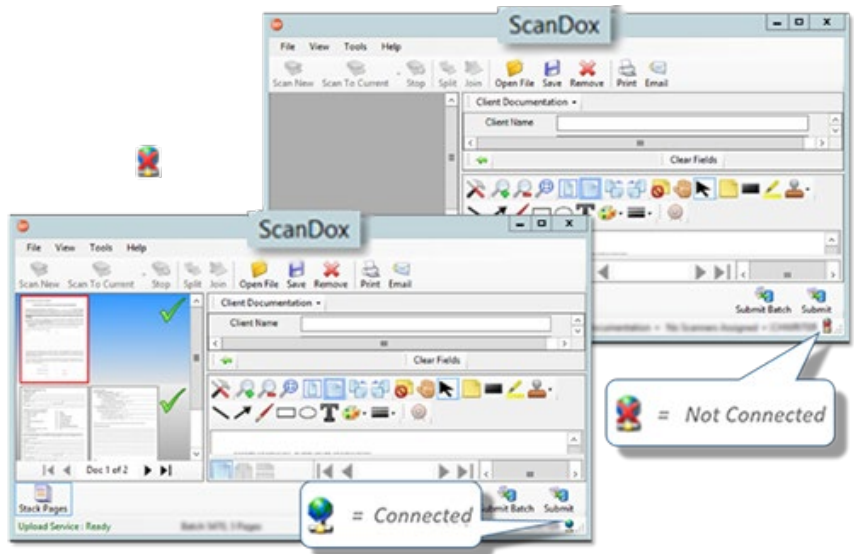 ScanDox
File View Tools Help
Scan New Scan To Current Stop Split Join Open File Save Remove Print Email
Client Documentation
Client Name
Clear Fields
Submit Batch Submit
No Scanners Assigned
= Not Connected
ScanDox
File View Tools Help
Scan New Scan To Current Stop Split Join Open File Save Remove Print Email
Client Documentation
Client Name
Clear Fields
Doc 1 of 2
Stack Pages
Submit Batch Submit
Upload Service : Ready
= Connected